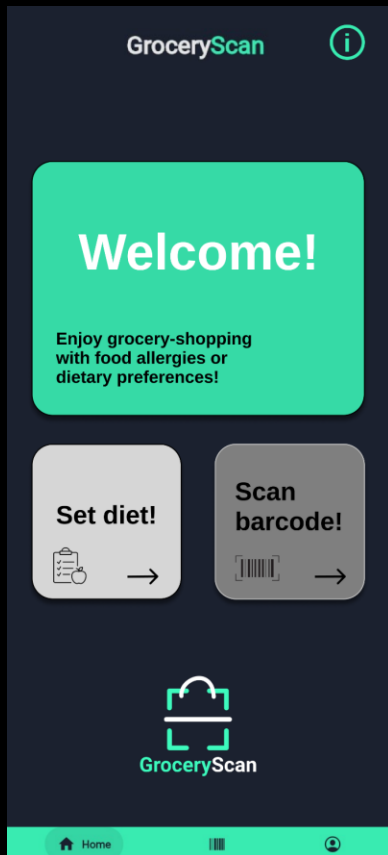 GroceryScan
Welcome!
Enjoy grocery-shopping
with food allergies or
dietary preferences!
Set diet!
Scan
barcode!
GroceryScan
Home